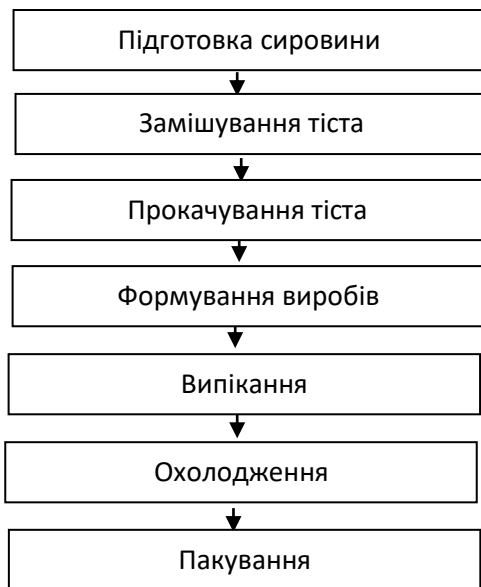 Підготовка сировини
Замішування тіста
Прокачування тіста
Формування виробів
Випікання
Охолодження
Пакування